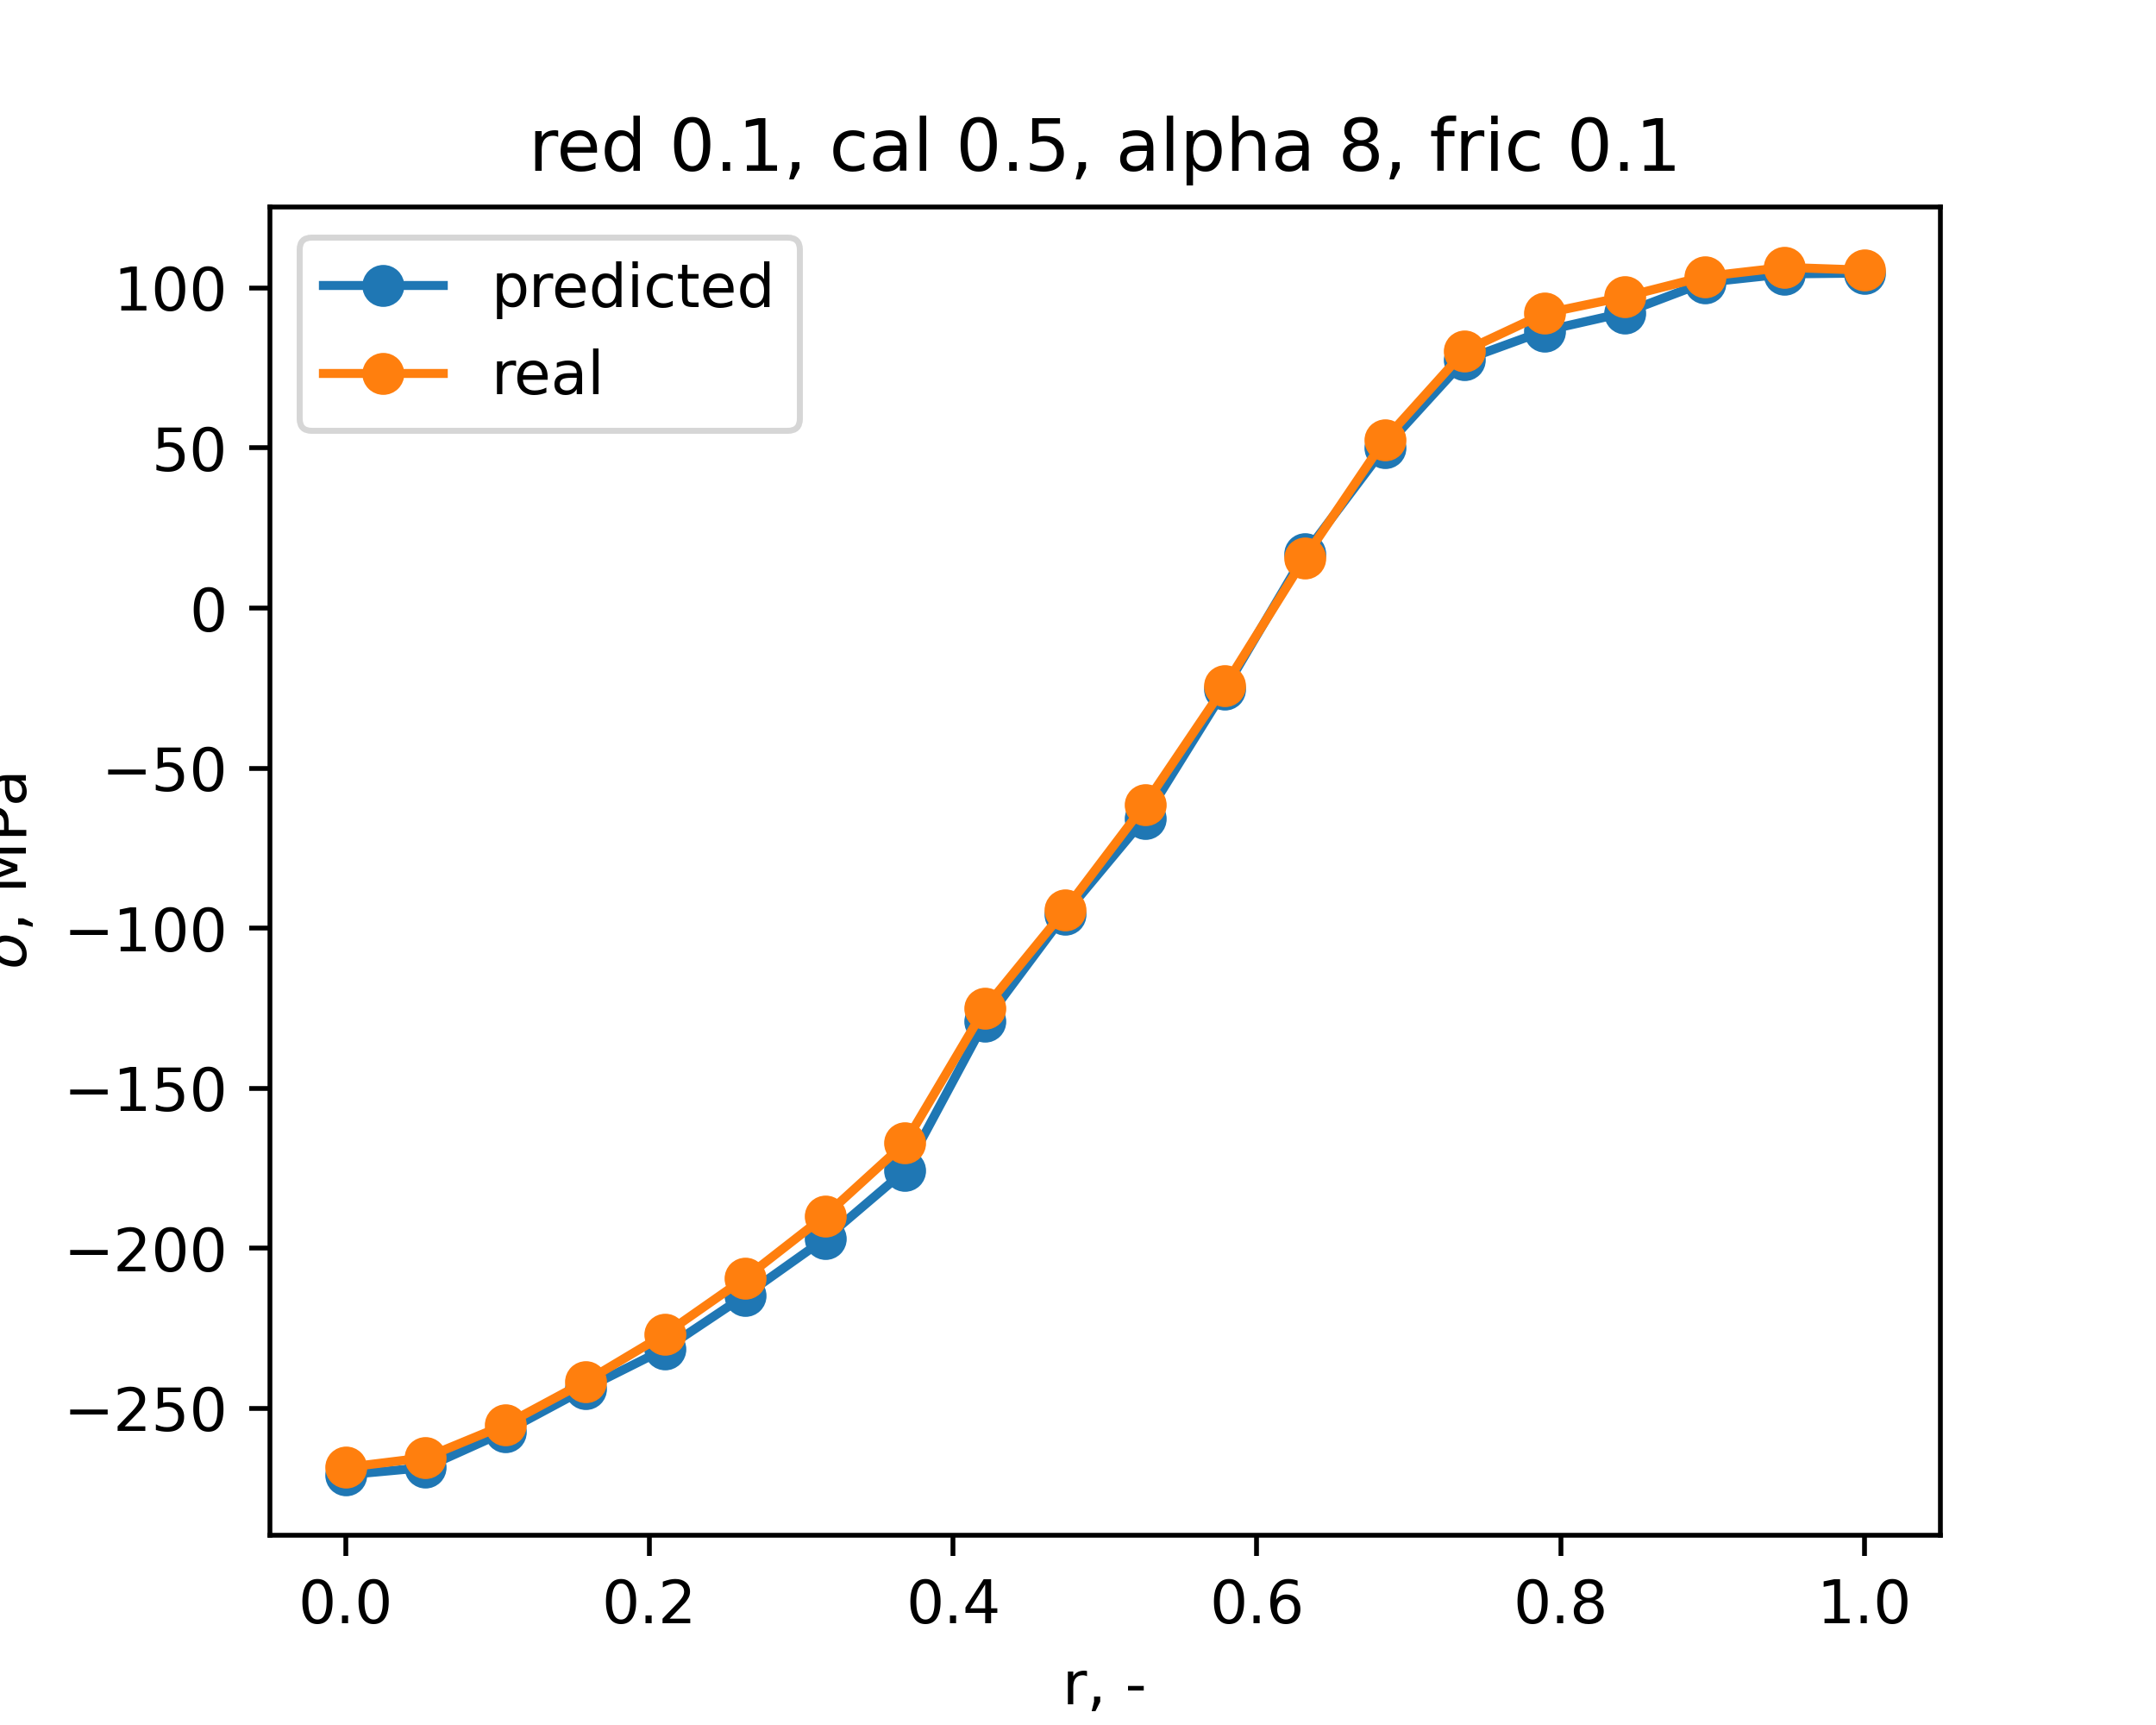 red 0.1, cal 0.5, alpha 8, fric 0.1
predicted
real
100
50
0
−50
−100
−150
−200
−250
σ, MPa
0.0 0.2 0.4 0.6 0.8 1.0
r, -